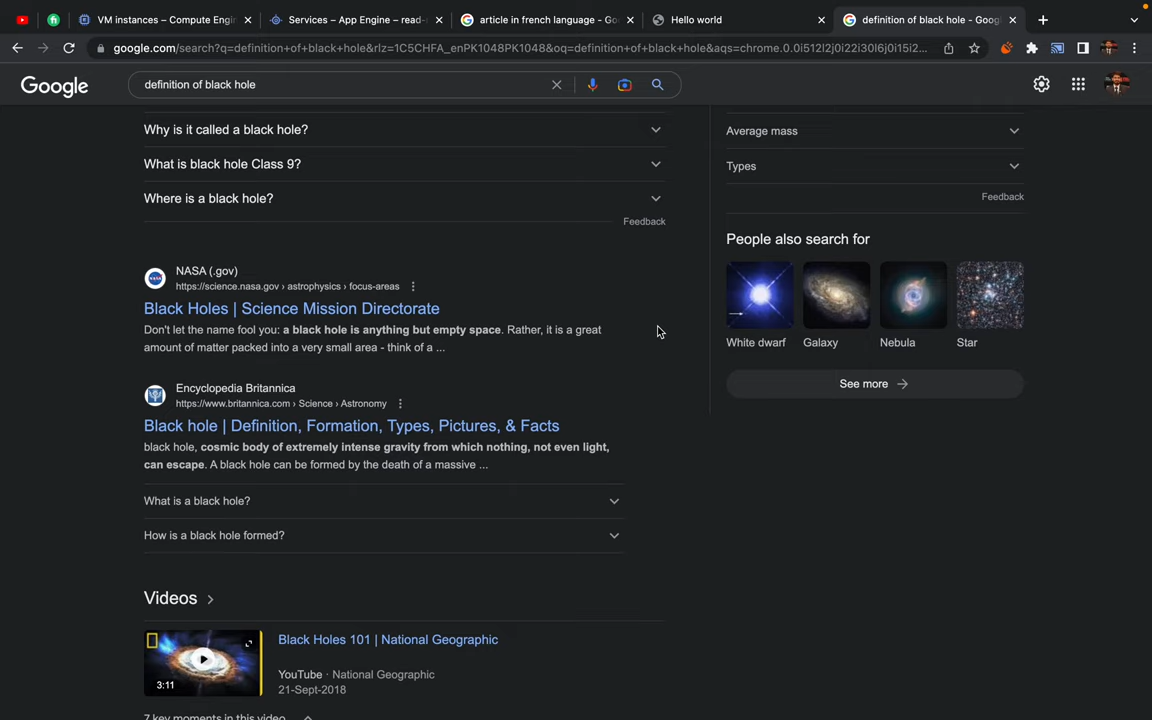 VM instances – Compute Engin
Services – App Engine – read-
article in french language - Goo
Hello world
definition of black hole - Googl
google.com/search?q=definition+of+black+hole&rlz=1C5CHFA_enPK1048PK1048&oq=definition+of+black+hole&aqs=chrome.0.0i512l2j0i22i30l6j0i15i2...
Google
definition of black hole
Why is it called a black hole?
What is black hole Class 9?
Where is a black hole?
Feedback
Average mass
Types
Feedback
People also search for
White dwarf
Galaxy
Nebula
Star
See more
NASA (.gov)
https://science.nasa.gov › astrophysics › focus-areas
Black Holes | Science Mission Directorate
Don't let the name fool you: a black hole is anything but empty space. Rather, it is a great
amount of matter packed into a very small area - think of a ...
Encyclopedia Britannica
https://www.britannica.com › Science › Astronomy
Black hole | Definition, Formation, Types, Pictures, & Facts
black hole, cosmic body of extremely intense gravity from which nothing, not even light,
can escape. A black hole can be formed by the death of a massive ...
What is a black hole?
How is a black hole formed?
Videos
3:11
Black Holes 101 | National Geographic
YouTube · National Geographic
21-Sept-2018
7 key moments in this video